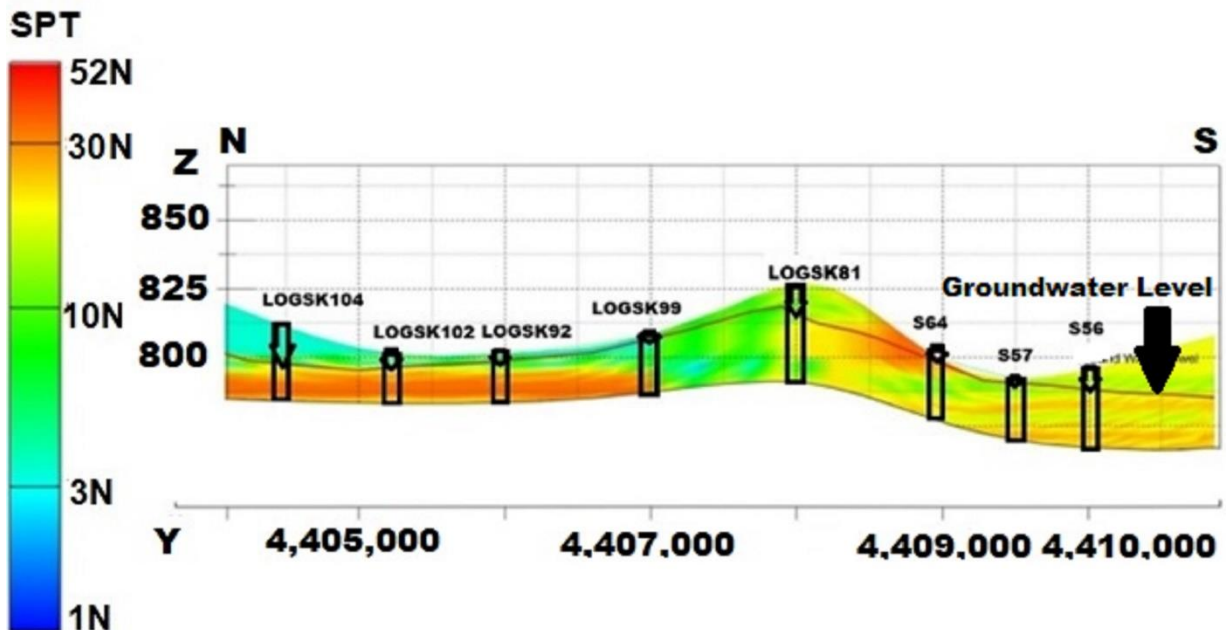 SPT
52N
30N
10N
3N
1N
N
S
Z
850
825
800
LOGSK104
LOGSK102
LOGSK92
LOGSK99
LOGSK81
S64
S57
S56
Groundwater Level
Y
4,405,000
4,407,000
4,409,000
4,410,000